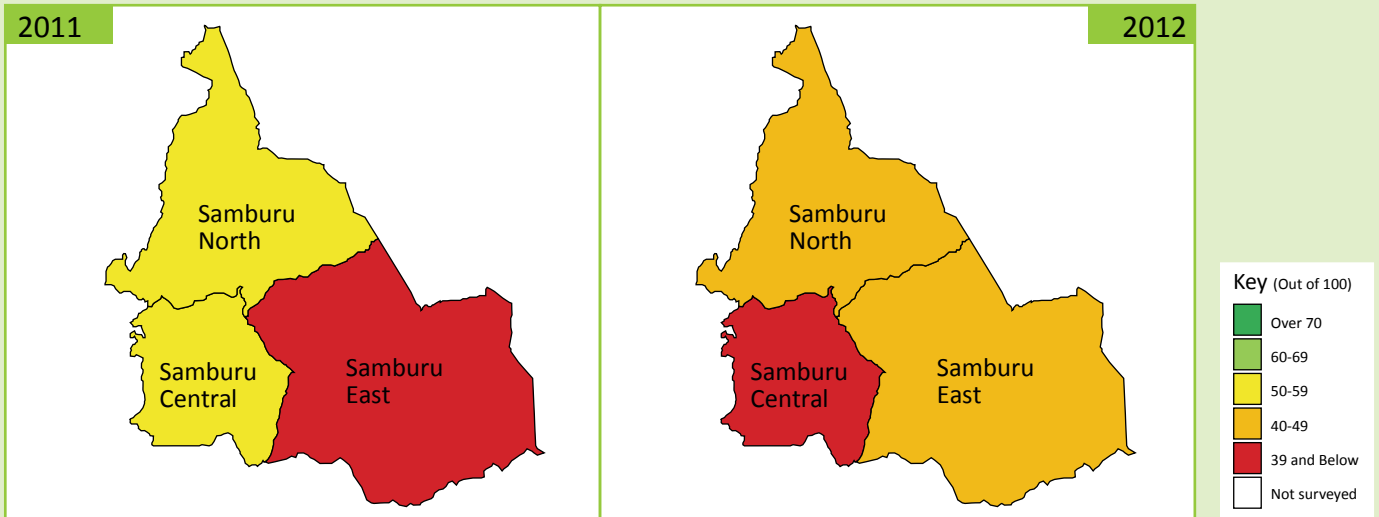 2011
Samburu
North
Samburu
Central
Samburu
East
2012
Samburu
North
Samburu
Central
Samburu
East
Key (Out of 100)
Over 70
60-69
50-59
40-49
39 and Below
Not surveyed